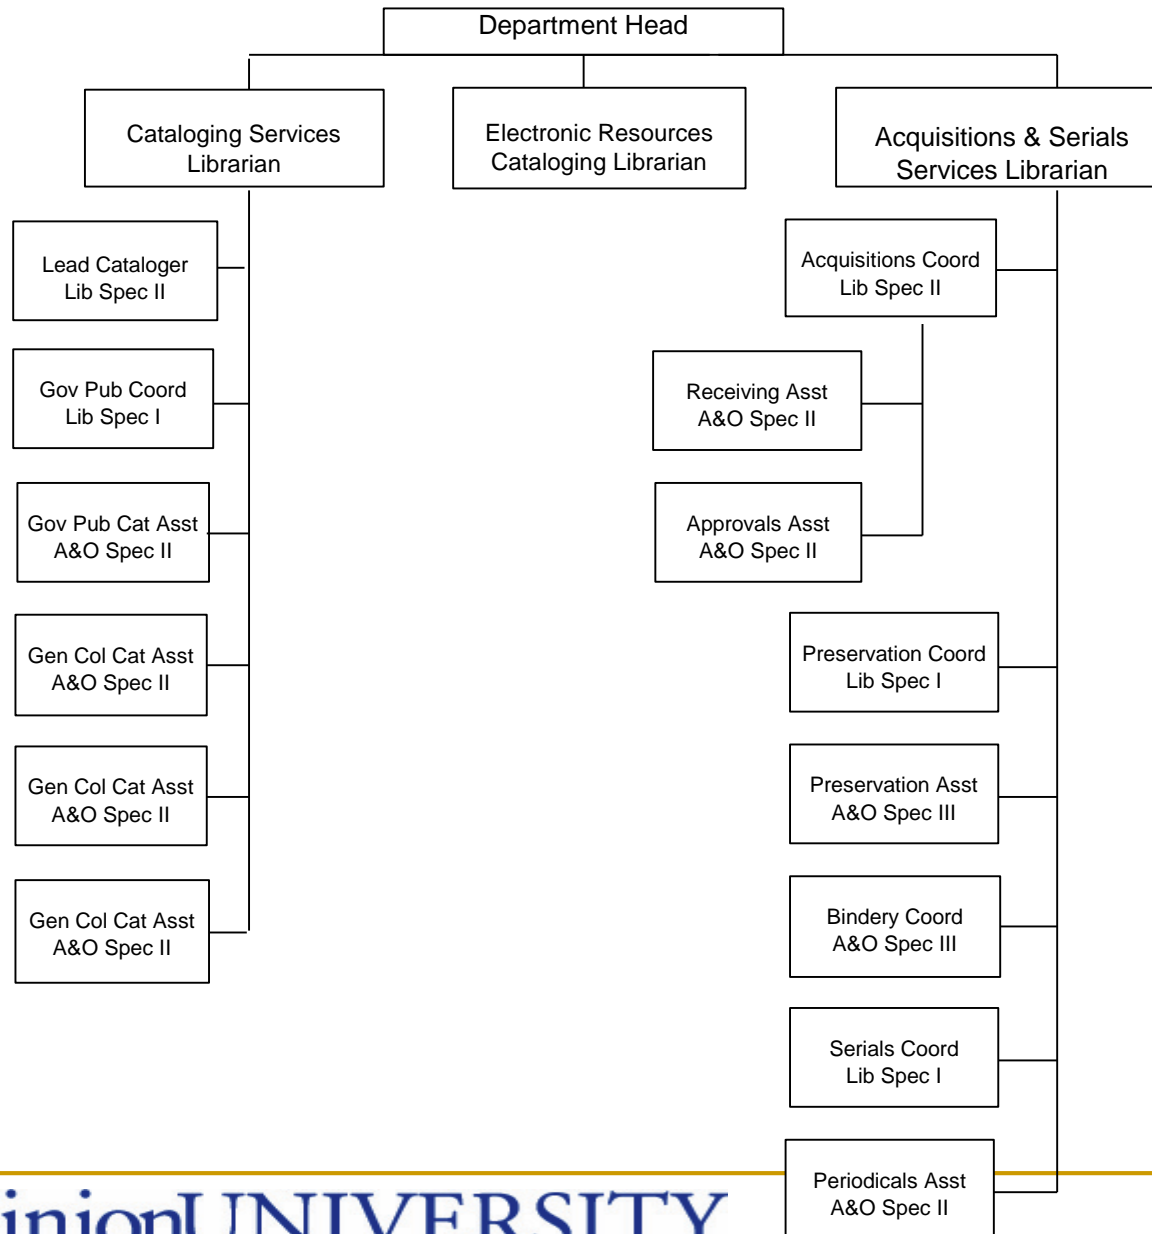 Department Head
Cataloging Services
Librarian
Electronic Resources
Cataloging Librarian
Acquisitions & Serials
Services Librarian
Lead Cataloger
Lib Spec II
Gov Pub Coord
Lib Spec I
Gov Pub Cat Asst
A&O Spec II
Gen Col Cat Asst
A&O Spec II
Gen Col Cat Asst
A&O Spec II
Gen Col Cat Asst
A&O Spec II
Acquisitions Coord
Lib Spec II
Receiving Asst
A&O Spec II
Approvals Asst
A&O Spec II
Preservation Coord
Lib Spec I
Preservation Asst
A&O Spec III
Bindery Coord
A&O Spec III
Serials Coord
Lib Spec I
Periodicals Asst
A&O Spec II
inionUNIVERSITY